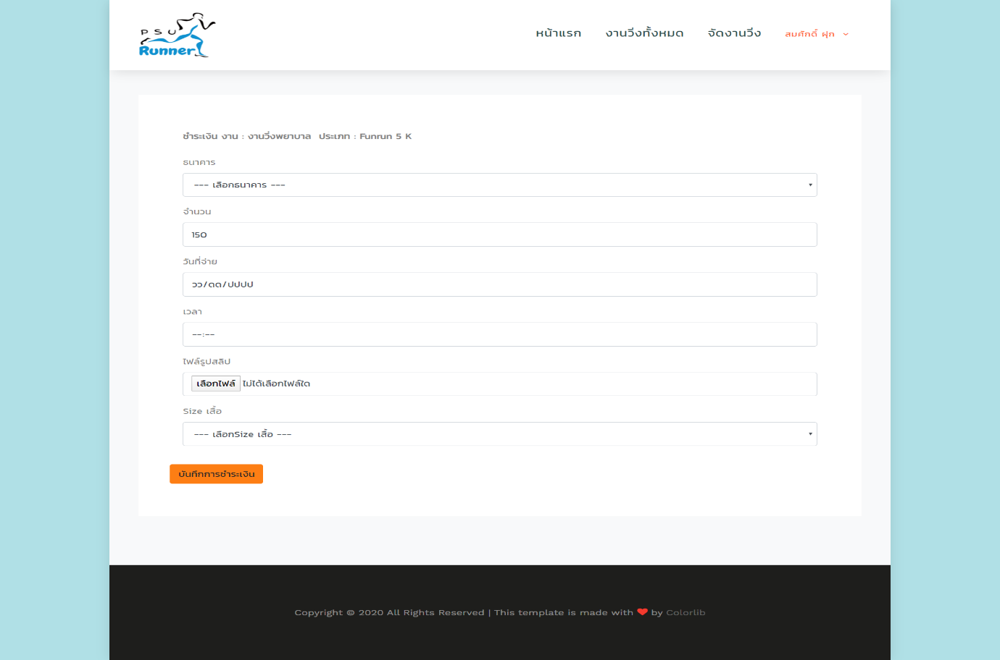 P S U
Runner
หน้าแรก งานวิ่งทั้งหมด จัดงานวิ่ง สมศักดิ์ ฝุก
ชำระเงิน งาน : งานวิ่งพยาบาล ประเภท : Funrun 5 K
ธนาคาร
--- เลือกธนาคาร ---
จำนวน
150
วันที่จ่าย
วว/ดด/ปปปป
เวลา
--:--
ไฟล์รูปสลิป
เลือกไฟล์ ไม่ได้เลือกไฟล์ใด
Size เสื้อ
--- เลือกSize เสื้อ ---
บันทึกการชำระเงิน
Copyright © 2020 All Rights Reserved | This template is made with ❤ by Colorlib